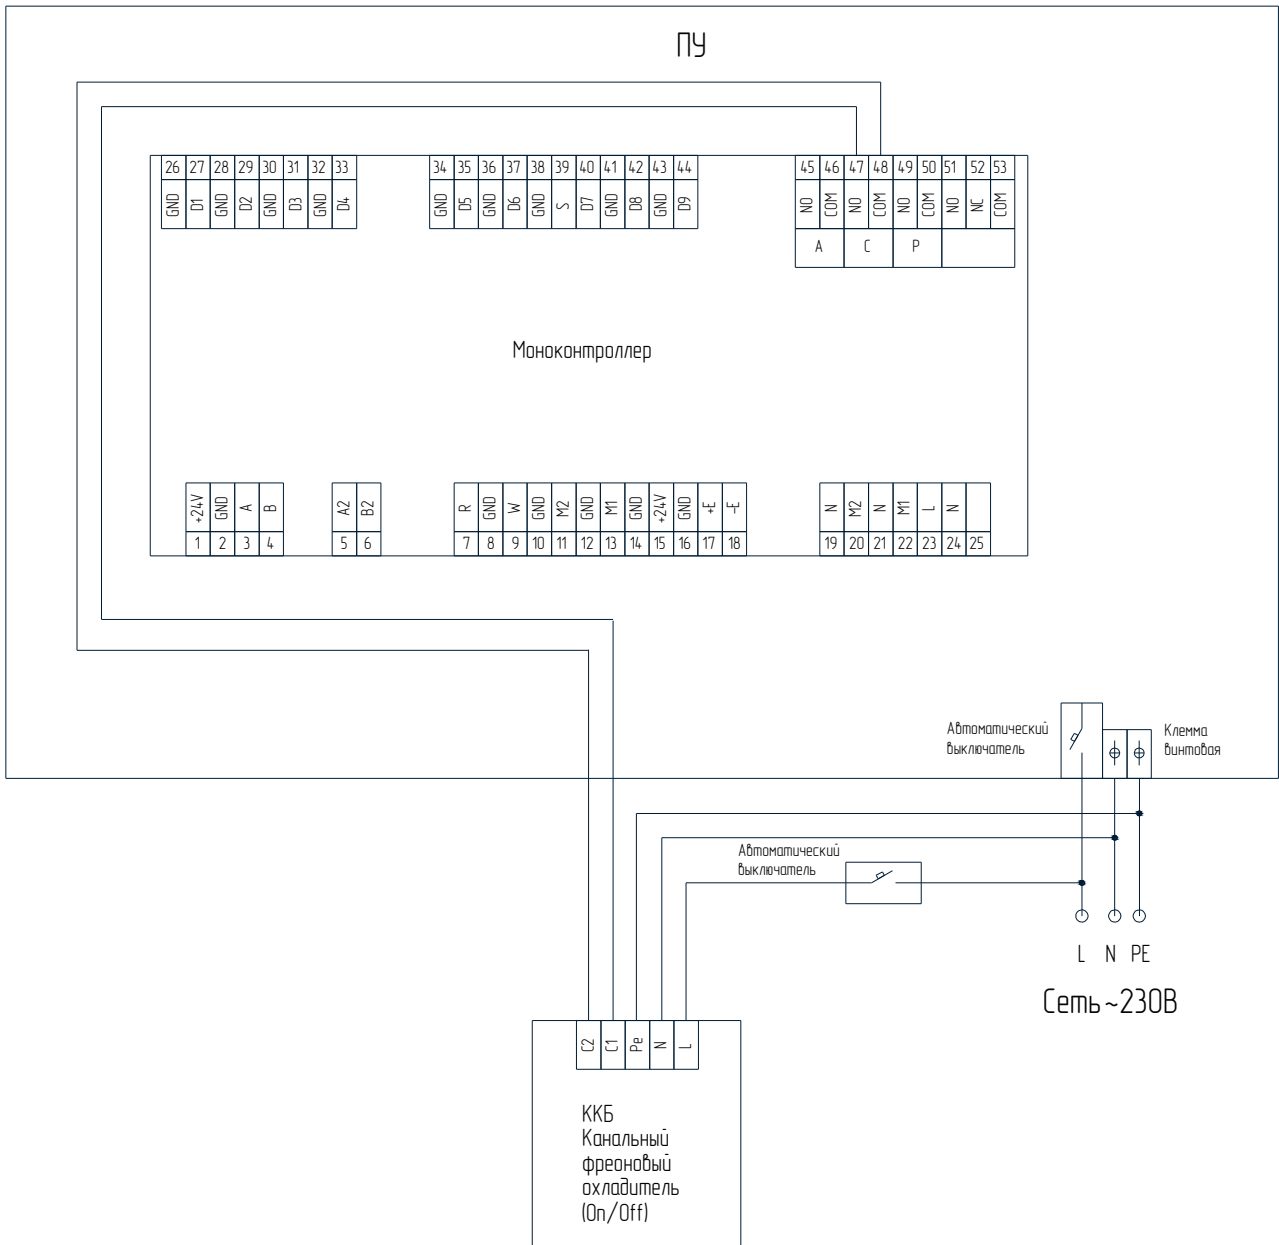 ПУ
26 27 28 29 30 31 32 33
GND D1 GND D2 GND D3 GND D4
34 35 36 37 38 39 40 41 42 43 44
GND D5 GND D6 GND S D7 GND D8 GND D9
45 46 47 48 49 50 51 52 53
NO COM NO COM NO COM NO NC COM
A C P
Моноконтроллер
+24V GND A B
1 2 3 4
A2 B2
5 6
R GND W GND M2 GND M1 GND +24V GND +E -E
7 8 9 10 11 12 13 14 15 16 17 18
N M2 N M1 L N
19 20 21 22 23 24 25
Автоматический
выключатель
Клемма
винтовая
Автоматический
выключатель
L N PE
Сеть ~230В
C2 C1 Pe N L
ККБ
Канальный
фреоновый
охладитель
(On/Off)